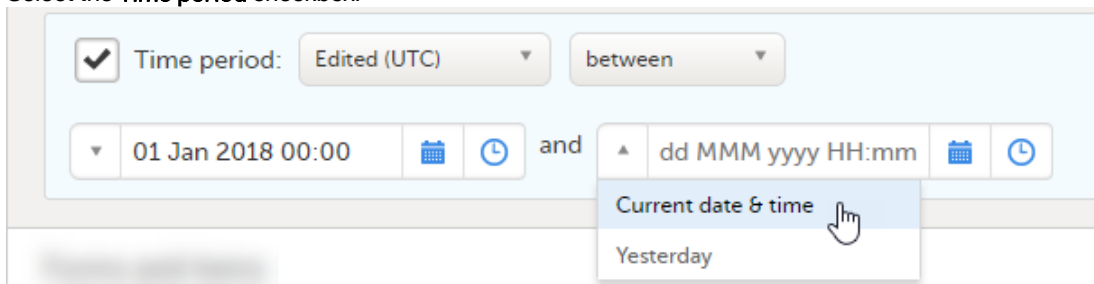 Select the Time period checkbox.
Time period: Edited (UTC) between
01 Jan 2018 00:00 and dd MMM yyyy HH:mm
Current date & time
Yesterday